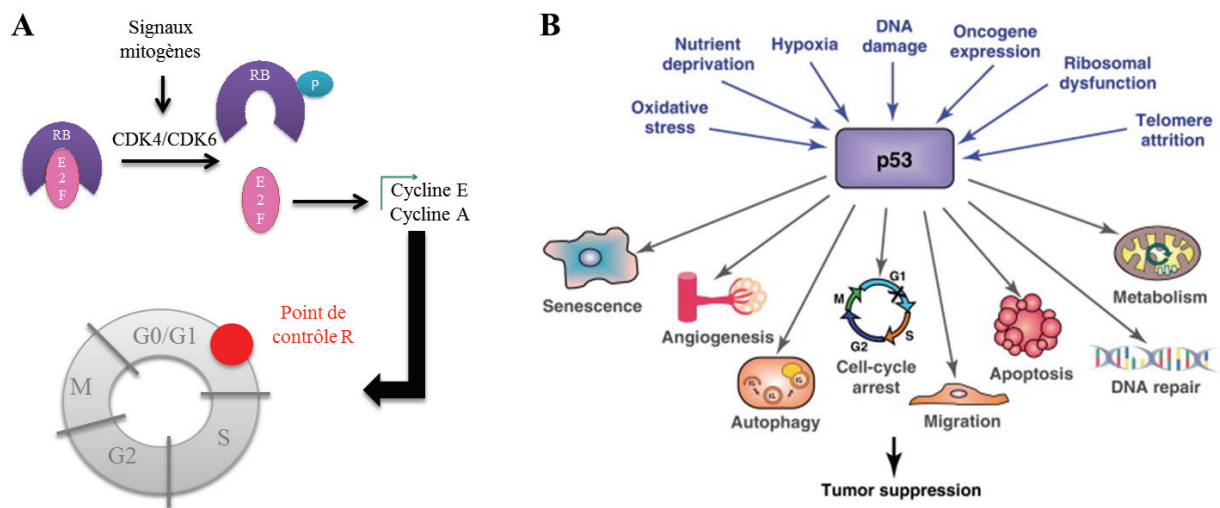 A
Signaux
mitogènes
RB
P
RB
E
2
F
CDK4/CDK6
E
2
F
Cycline E
Cycline A
Point de
contrôle R
G0/G1
M
S
G2
B
Nutrient
deprivation
Hypoxia
DNA
damage
Oncogene
expression
Ribosomal
dysfunction
Oxidative
stress
Telomere
attrition
p53
Senescence
Angiogenesis
Autophagy
G1
M
S
G2
Cell-cycle
arrest
Migration
Apoptosis
Metabolism
DNA repair
Tumor suppression